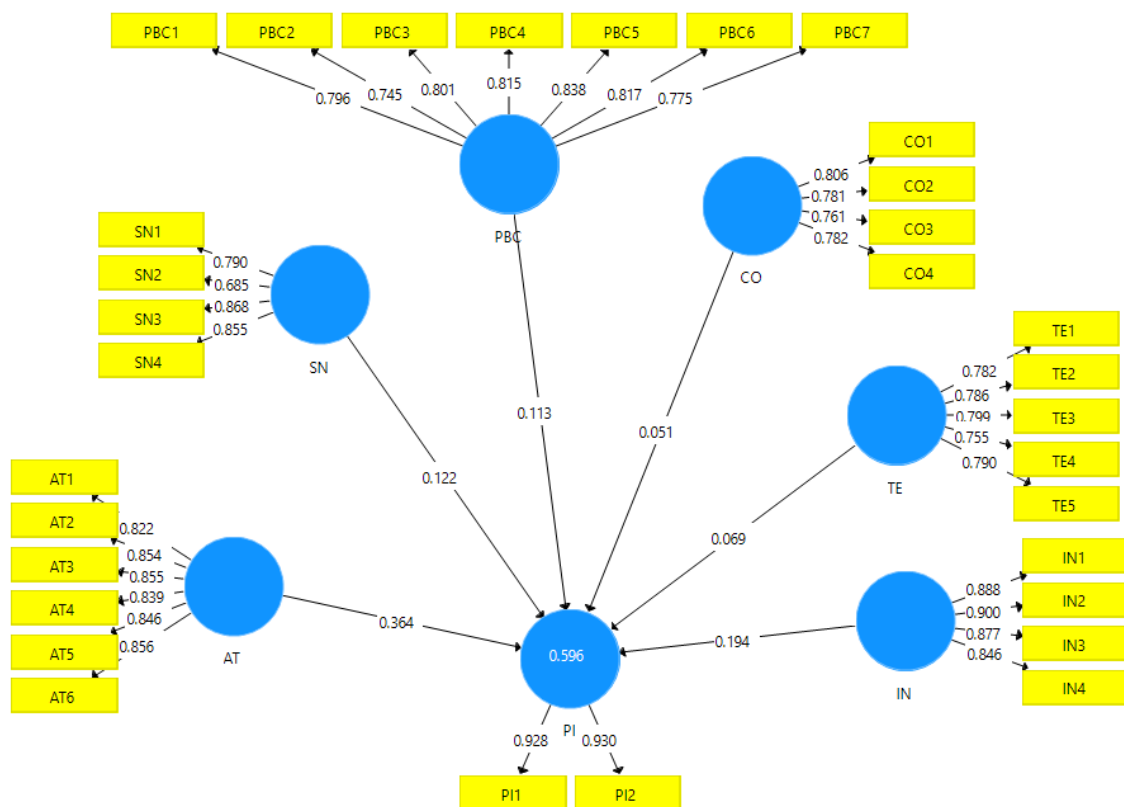 PBC1 PBC2 PBC3 PBC4 PBC5 PBC6 PBC7
0.796 0.745 0.801 0.815 0.838 0.817 0.775
PBC
CO1
CO2
CO3
CO4
0.806
0.781
0.761
0.782
CO
SN1
SN2
SN3
SN4
0.790
0.685
0.868
0.855
SN
TE1
TE2
TE3
TE4
TE5
0.782
0.786
0.799
0.755
0.790
TE
0.113
0.051
0.122
0.069
AT1
AT2
AT3
AT4
AT5
AT6
0.822
0.854
0.855
0.839
0.846
0.856
AT
0.364
0.194
IN1
IN2
IN3
IN4
0.888
0.900
0.877
0.846
IN
0.596
PI
0.928 0.930
PI1 PI2